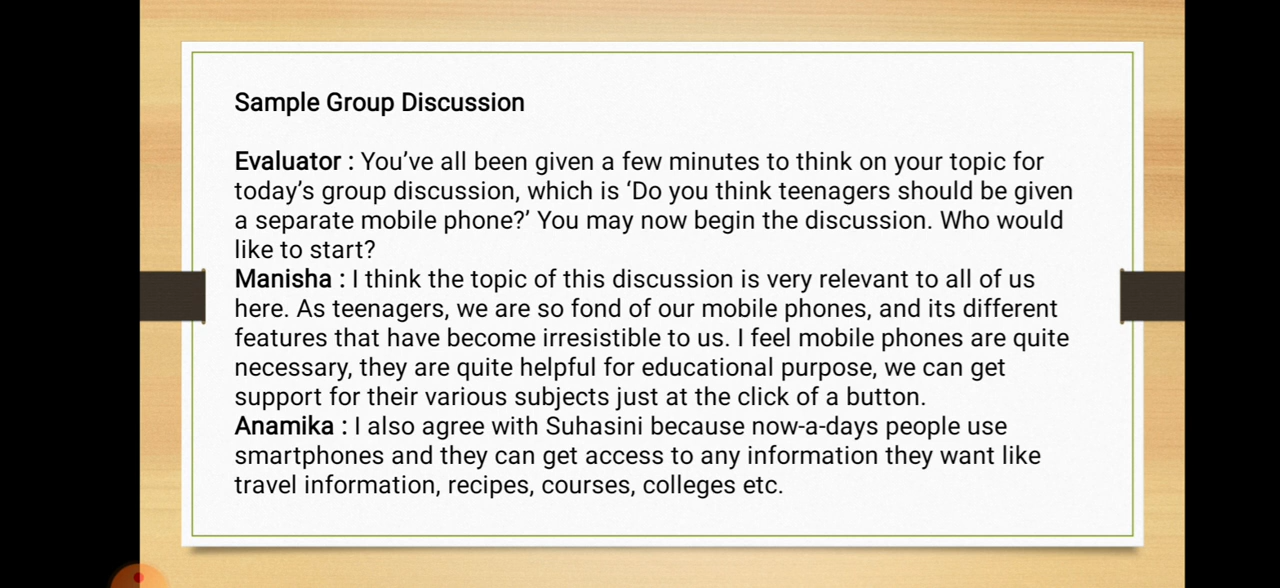 Sample Group Discussion
Evaluator : You’ve all been given a few minutes to think on your topic for
today’s group discussion, which is ‘Do you think teenagers should be given
a separate mobile phone?’ You may now begin the discussion. Who would
like to start?
Manisha : I think the topic of this discussion is very relevant to all of us
here. As teenagers, we are so fond of our mobile phones, and its different
features that have become irresistible to us. I feel mobile phones are quite
necessary, they are quite helpful for educational purpose, we can get
support for their various subjects just at the click of a button.
Anamika : I also agree with Suhasini because now-a-days people use
smartphones and they can get access to any information they want like
travel information, recipes, courses, colleges etc.